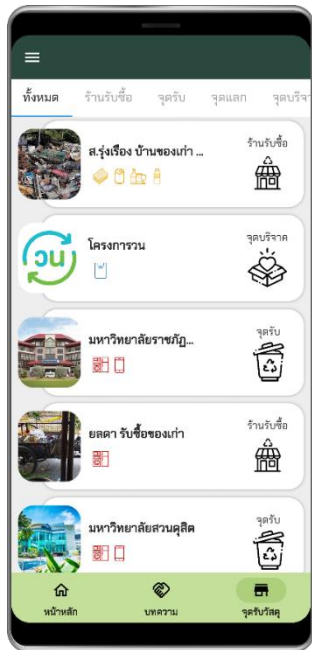 ทั้งหมด ร้านรับซื้อ จุดรับ จุดแลก จุดบริจา
ส.รุ่งเรือง บ้านของเก่า ...
ร้านรับซื้อ
วน
โครงการวน
จุดบริจาค
มหาวิทยาลัยราชภัฏ...
จุดรับ
ยลดา รับซื้อของเก่า
ร้านรับซื้อ
มหาวิทยาลัยสวนดุสิต
จุดรับ
หน้าหลัก บทความ จุดรับวัสดุ